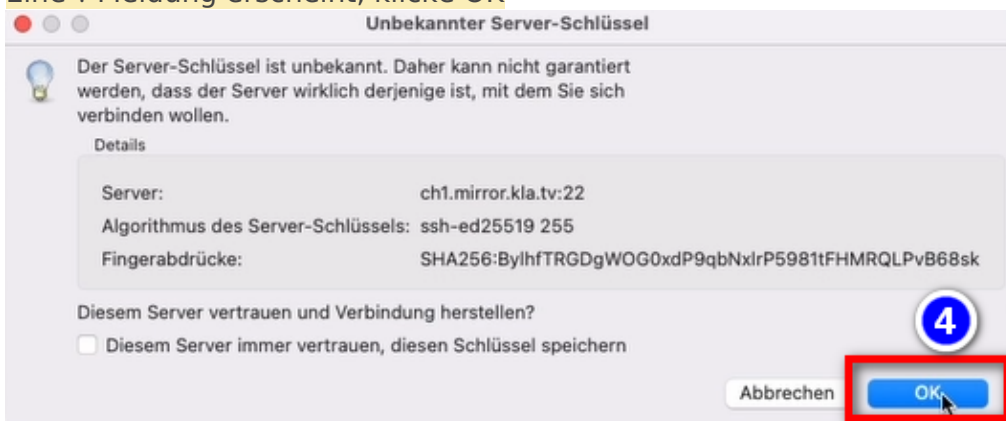 Unbekannter Server-Schlüssel
Der Server-Schlüssel ist unbekannt. Daher kann nicht garantiert
werden, dass der Server wirklich derjenige ist, mit dem Sie sich
verbinden wollen.
Details
Server: ch1.mirror.kla.tv:22
Algorithmus des Server-Schlüssels: ssh-ed25519 255
Fingerabdrücke: SHA256:BylhfTRGDgWOG0xdP9qbNxlrP5981tFHMRQLPvB68sk
Diesem Server vertrauen und Verbindung herstellen?
4
Diesem Server immer vertrauen, diesen Schlüssel speichern
Abbrechen OK